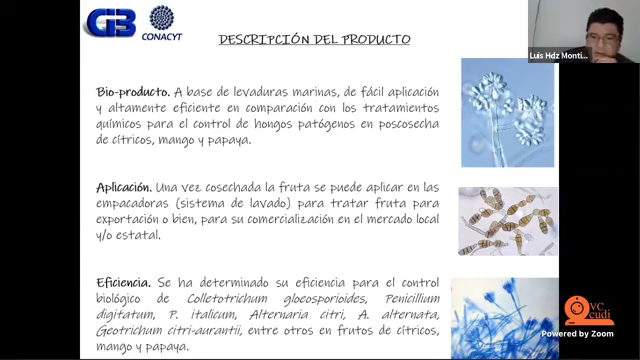 CIB
CONACYT
DESCRIPCIÓN DEL PRODUCTO
Luis Hdz Monti...
Bio-producto. A base de levaduras marinas, de fácil aplicación
y altamente eficiente en comparación con los tratamientos
químicos para el control de hongos patógenos en poscosecha
de cítricos, mango y papaya.
Aplicación. Una vez cosechada la fruta se puede aplicar en las
empacadoras (sistema de lavado) para tratar fruta para
exportación o bien, para su comercialización en el mercado local
y/o estatal.
Eficiencia. Se ha determinado su eficiencia para el control
biológico de Colletotrichum gloeosporioides, Penicillium
digitatum, P. italicum, Alternaria citri, A. alternata,
Geotrichum citri-aurantii, entre otros en frutos de cítricos,
mango y papaya.
VC
cudi
Powered by Zoom